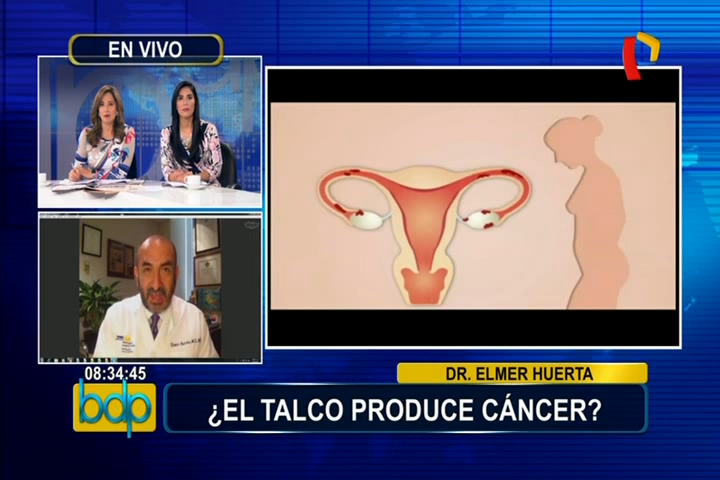 EN VIVO
08:34:45
DR. ELMER HUERTA
bdp
¿EL TALCO PRODUCE CÁNCER?